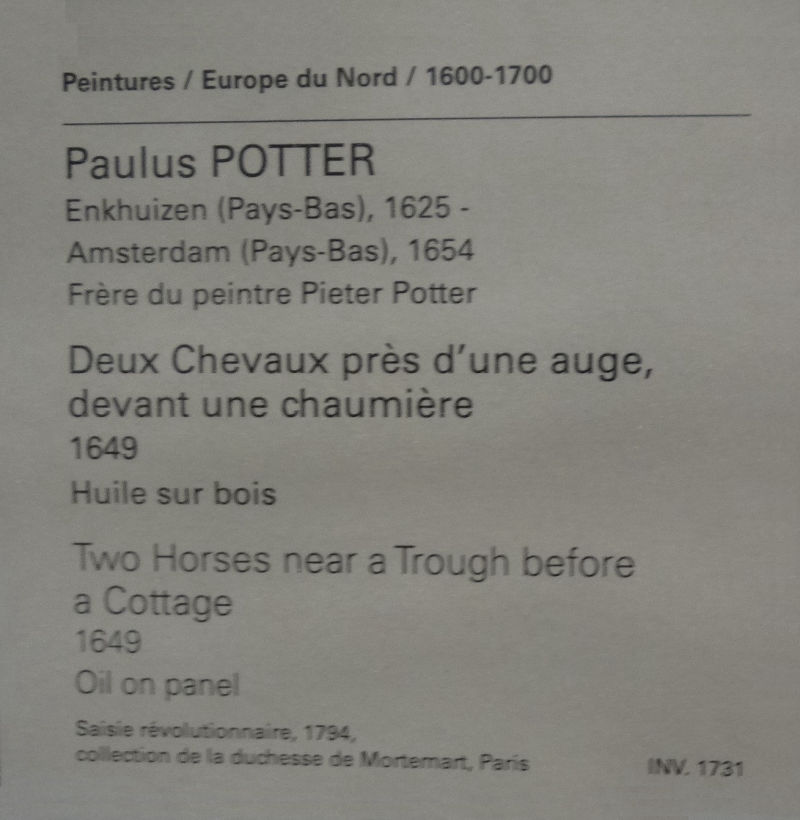 Peintures / Europe du Nord / 1600-1700
Paulus POTTER
Enkhuizen (Pays-Bas), 1625 -
Amsterdam (Pays-Bas), 1654
Frère du peintre Pieter Potter
Deux Chevaux près d'une auge,
devant une chaumière
1649
Huile sur bois
Two Horses near a Trough before
a Cottage
1649
Oil on panel
Saisie révolutionnaire, 1794,
collection de la duchesse de Mortemart, Paris
INV. 1731